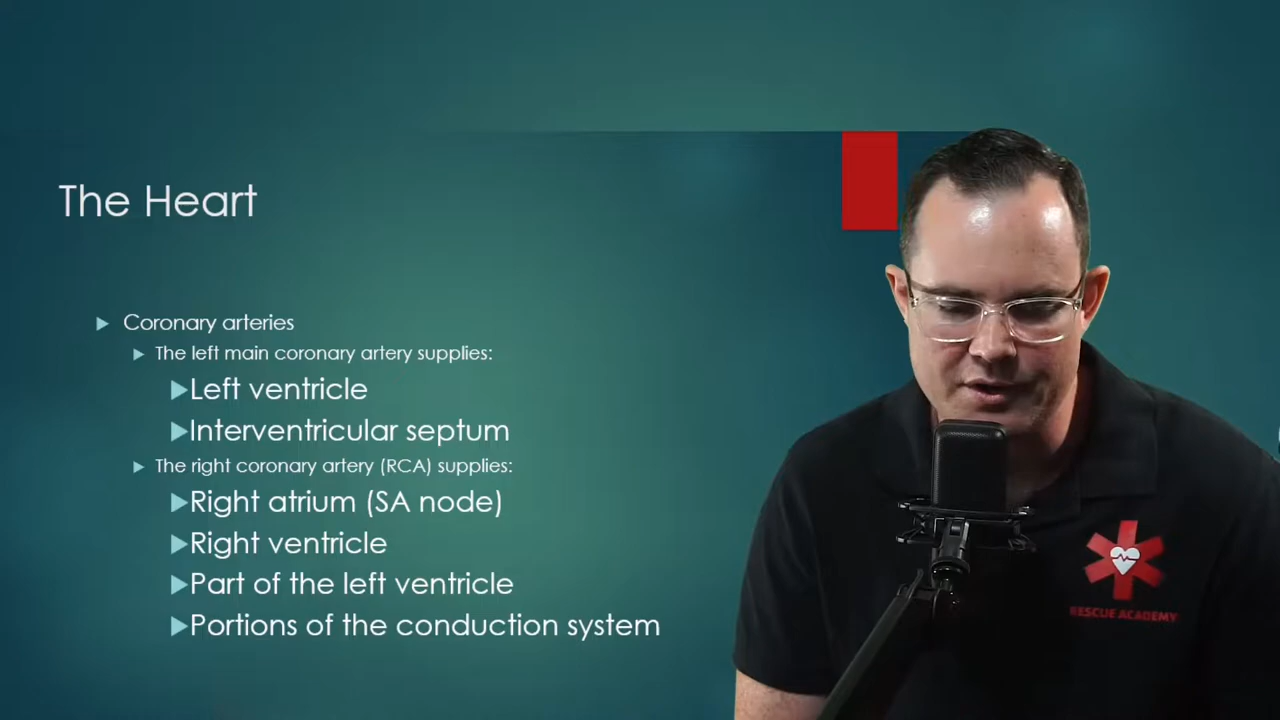 The Heart
Coronary arteries
The left main coronary artery supplies:
Left ventricle
Interventricular septum
The right coronary artery (RCA) supplies:
Right atrium (SA node)
Right ventricle
Part of the left ventricle
Portions of the conduction system
RESCUE ACADEMY